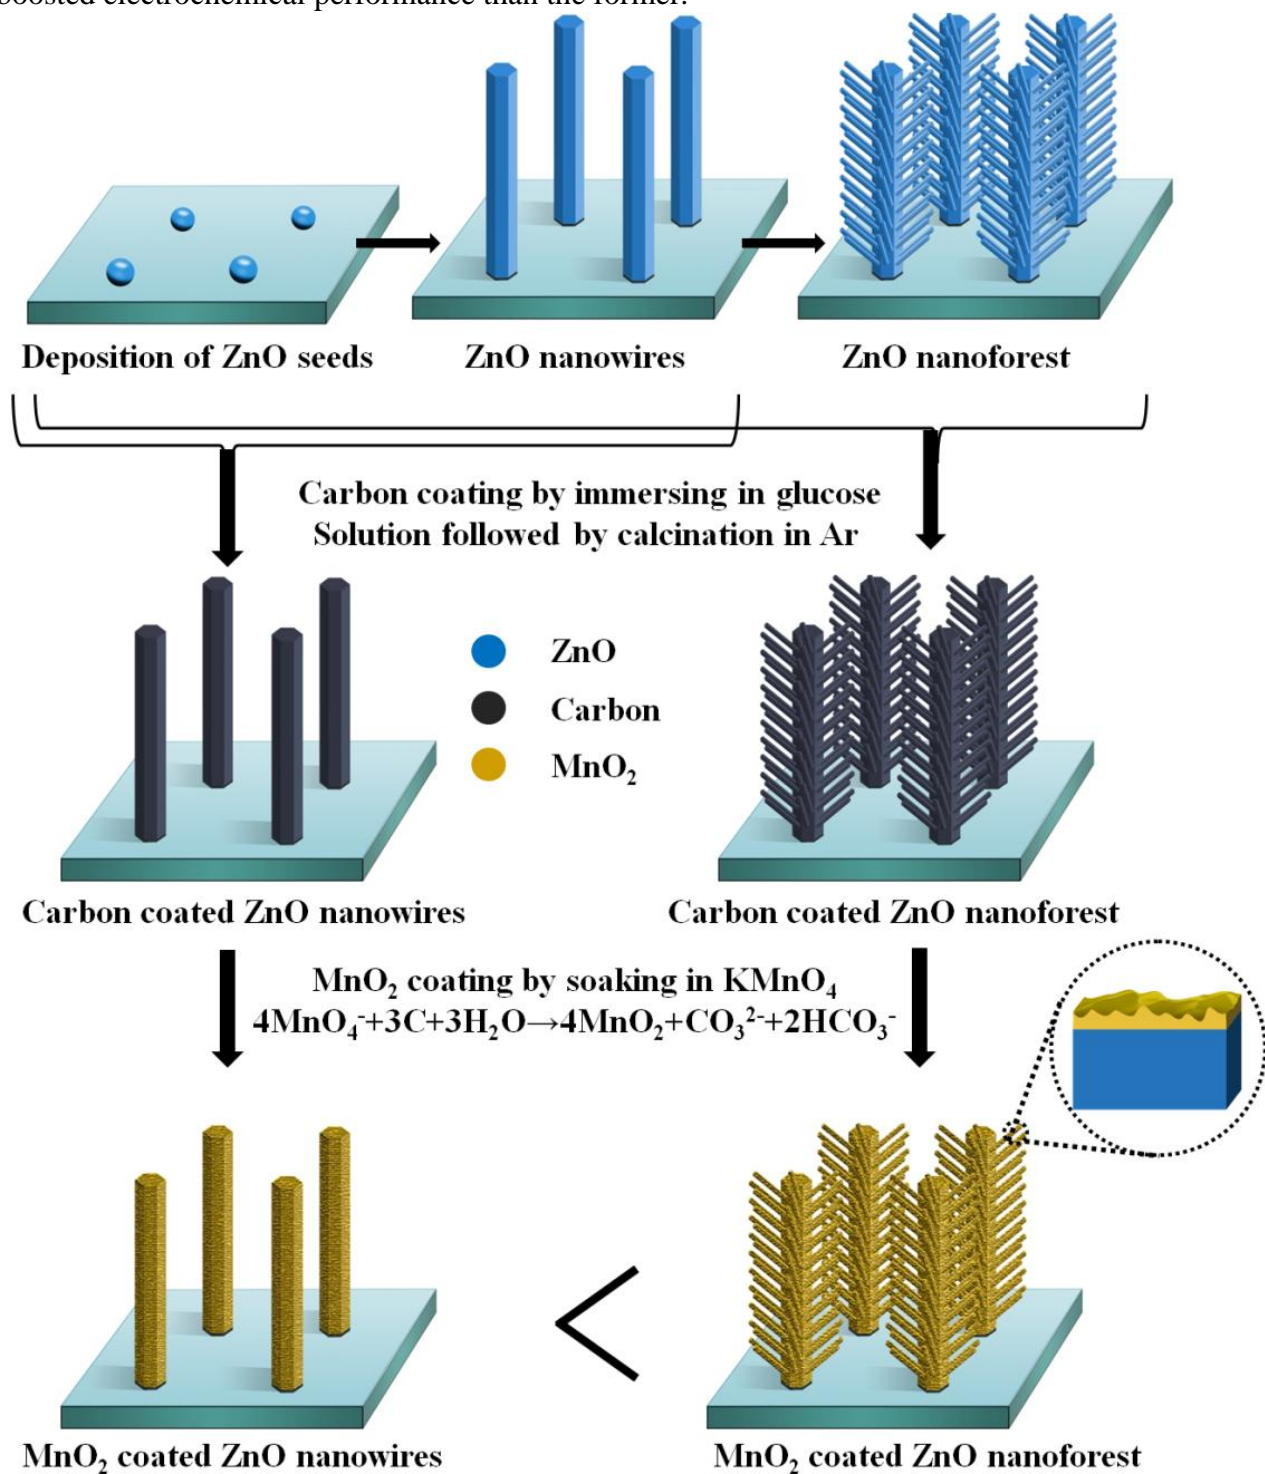 boosted electrochemical performance than the former.
Deposition of ZnO seeds
ZnO nanowires
ZnO nanoforest
Carbon coating by immersing in glucose
Solution followed by calcination in Ar
ZnO
Carbon
MnO₂
Carbon coated ZnO nanowires
Carbon coated ZnO nanoforest
MnO₂ coating by soaking in KMnO₄
4MnO₄⁻+3C+3H₂O→4MnO₂+CO₃²⁻+2HCO₃⁻
<
MnO₂ coated ZnO nanowires
MnO₂ coated ZnO nanoforest